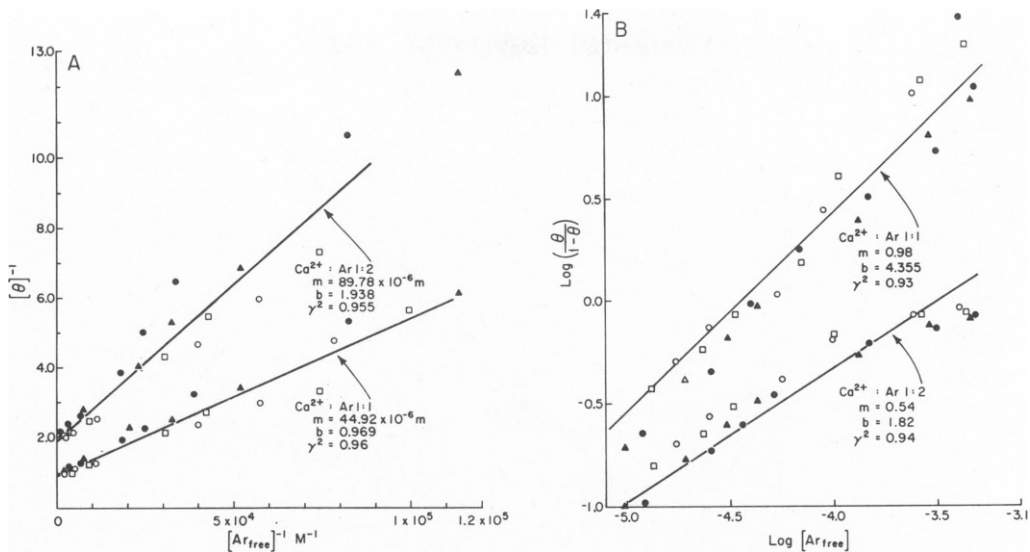 A
13.0
12.0
10.0
8.0
6.0
4.0
2.0
[θ]⁻¹
Ca²⁺ : Ar 1:2
m = 89.78 x 10⁻⁶ m
b = 1.938
γ² = 0.955
Ca²⁺ : Ar 1:1
m = 44.92 x 10⁻⁶ m
b = 0.969
γ² = 0.96
0
5 x 10⁴
1 x 10⁵
1.2 x 10⁵
[Ar free]⁻¹ M⁻¹
B
1.4
1.0
0.5
0.0
-0.5
-1.0
Log (θ/(1-θ))
Ca²⁺ : Ar 1:1
m = 0.98
b = 4.355
γ² = 0.93
Ca²⁺ : Ar 1:2
m = 0.54
b = 1.82
γ² = 0.94
-5.0
-4.5
-4.0
-3.5
-3.1
Log [Ar free]